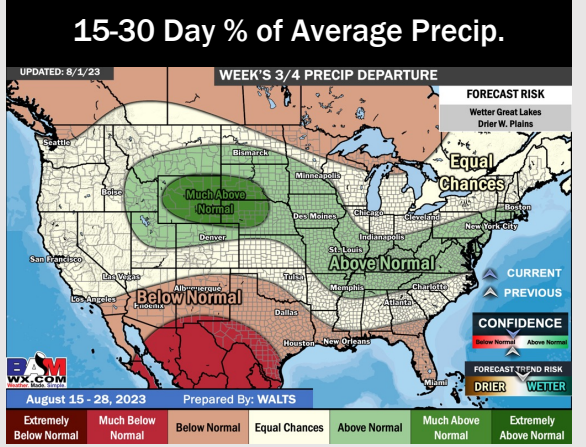 15-30 Day % of Average Precip.
UPDATED: 8/1/23
WEEK'S 3/4 PRECIP DEPARTURE
FORECAST RISK
Wetter Great Lakes
Drier W. Plains
Seattle
Bismarck
Minneapolis
Equal
Chances
Boise
Much Above
Normal
Boston
Des Moines
Chicago
Cleveland
New York City
Denver
Indianapolis
San Francisco
St. Louis
Above Normal
Las Vegas
Tulsa
CURRENT
Los Angeles
Albuquerque
Below Normal
Phoenix
Memphis
Charlotte
PREVIOUS
Atlanta
Dallas
CONFIDENCE
Below Normal
Above Normal
Houston
New Orleans
BAM
WX.COM
Weather. Made. Simple.
FORECAST TREND RISK
DRIER
WETTER
Miami
August 15 - 28, 2023
Prepared By: WALTS
Extremely
Below Normal
Much Below
Normal
Below Normal
Equal Chances
Above Normal
Much Above
Normal
Extremely
Above Normal